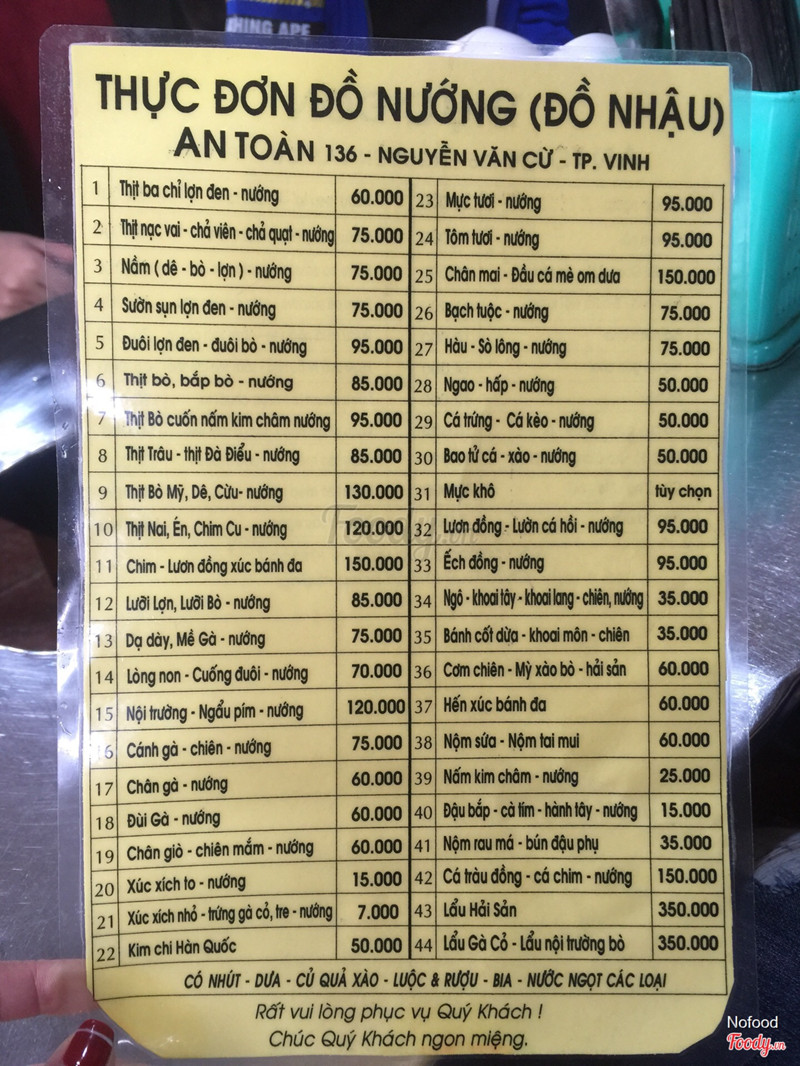 HING APE
THỰC ĐƠN ĐỒ NƯỚNG (ĐỒ NHẬU)
AN TOÀN 136 - NGUYỄN VĂN CỪ - TP. VINH
1 Thịt ba chỉ lợn đen - nướng 60.000
2 Thịt nạc vai - chả viên - chả quạt - nướng 75.000
3 Nầm ( dê - bò - lợn ) - nướng 75.000
4 Sườn sụn lợn đen - nướng 75.000
5 Đuôi lợn đen - đuôi bò - nướng 95.000
6 Thịt bò, bắp bò - nướng 85.000
7 Thịt Bò cuốn nấm kim châm nướng 95.000
8 Thịt Trâu - thịt Đà Điểu - nướng 85.000
9 Thịt Bò Mỹ, Dê, Cừu- nướng 130.000
10 Thịt Nai, Én, Chim Cu - nướng 120.000
11 Chim - Lươn đồng xúc bánh đa 150.000
12 Lưỡi Lợn, Lưỡi Bò - nướng 85.000
13 Dạ dày, Mề Gà - nướng 75.000
14 Lòng non - Cuống đuôi - nướng 70.000
15 Nội trường - Ngẩu pím - nướng 120.000
16 Cánh gà - chiên - nướng 75.000
17 Chân gà - nướng 60.000
18 Đùi Gà - nướng 60.000
19 Chân giò - chiên mắm - nướng 60.000
20 Xúc xích to - nướng 15.000
21 Xúc xích nhỏ - trứng gà cỏ, tre - nướng 7.000
22 Kim chi Hàn Quốc 50.000
23 Mực tươi - nướng 95.000
24 Tôm tươi - nướng 95.000
25 Chân mai - Đầu cá mè om dưa 150.000
26 Bạch tuộc - nướng 75.000
27 Hàu - Sò lông - nướng 75.000
28 Ngao - hấp - nướng 50.000
29 Cá trứng - Cá kèo - nướng 50.000
30 Bao tử cá - xào - nướng 50.000
31 Mực khô tùy chọn
32 Lươn đồng - Lườn cá hồi - nướng 95.000
33 Ếch đồng - nướng 95.000
34 Ngô - khoai tây - khoai lang - chiên, nướng 35.000
35 Bánh cốt dừa - khoai môn - chiên 35.000
36 Cơm chiên - Mỳ xào bò - hải sản 60.000
37 Hến xúc bánh đa 60.000
38 Nộm sứa - Nộm tai mui 60.000
39 Nấm kim châm - nướng 25.000
40 Đậu bắp - cà tím - hành tây - nướng 15.000
41 Nộm rau má - bún đậu phụ 35.000
42 Cá tràu đồng - cá chim - nướng 150.000
43 Lẩu Hải Sản 350.000
44 Lẩu Gà Cỏ - Lẩu nội trường bò 350.000
CÓ NHÚT - DƯA - CỦ QUẢ XÀO - LUỘC & RƯỢU - BIA - NƯỚC NGỌT CÁC LOẠI
Rất vui lòng phục vụ Quý Khách !
Chúc Quý Khách ngon miệng.
Foody.vn
Nofood
Foody.vn